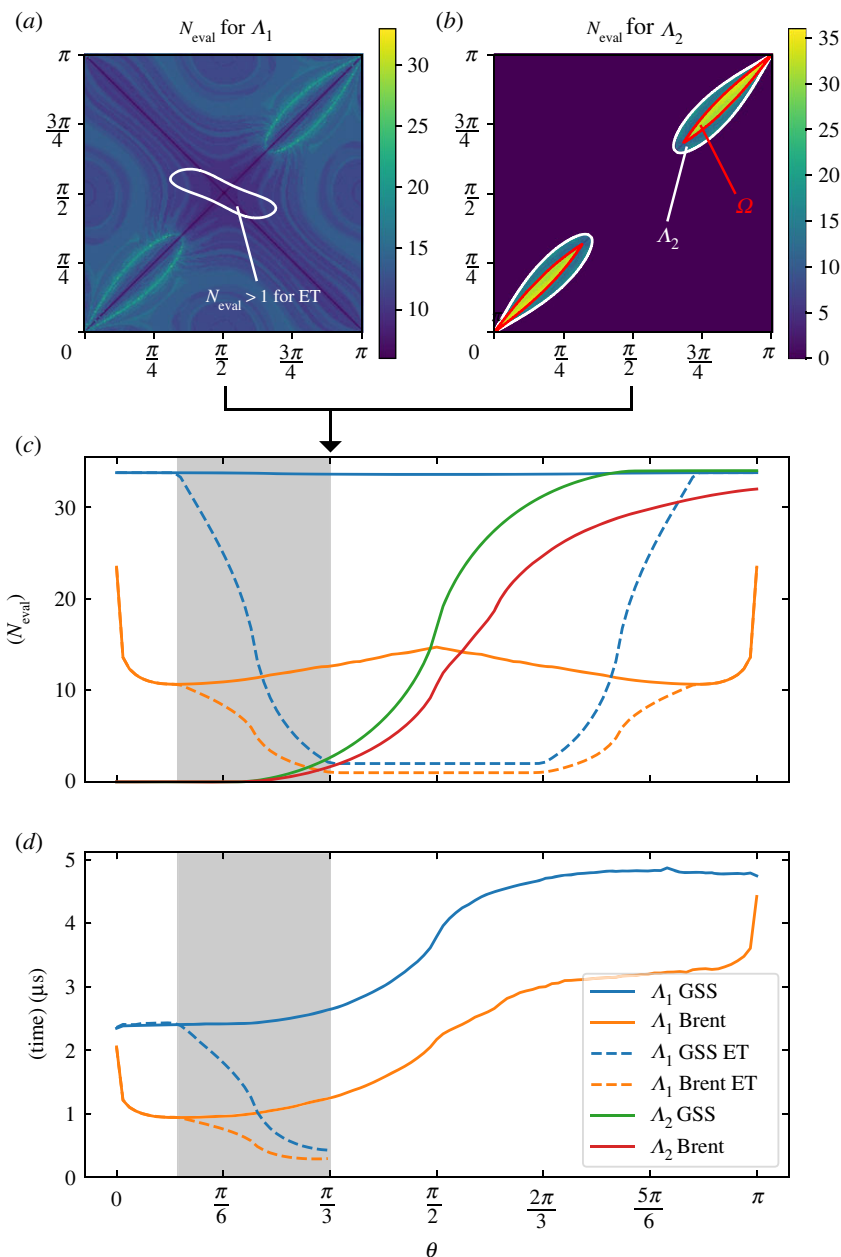 (a)
N_eval for Λ_1
(b)
N_eval for Λ_2
π
3π/4
π/2
π/4
0
π/4
π/2
3π/4
π
N_eval > 1 for ET
30
25
20
15
10
π
3π/4
π/2
π/4
0
π/4
π/2
3π/4
π
Ω
Λ_2
35
30
25
20
15
10
5
0
(c)
⟨N_eval⟩
30
20
10
0
(d)
⟨time⟩ (μs)
5
4
3
2
1
0
Λ_1 GSS
Λ_1 Brent
Λ_1 GSS ET
Λ_1 Brent ET
Λ_2 GSS
Λ_2 Brent
0
π/6
π/3
π/2
2π/3
5π/6
π
θ